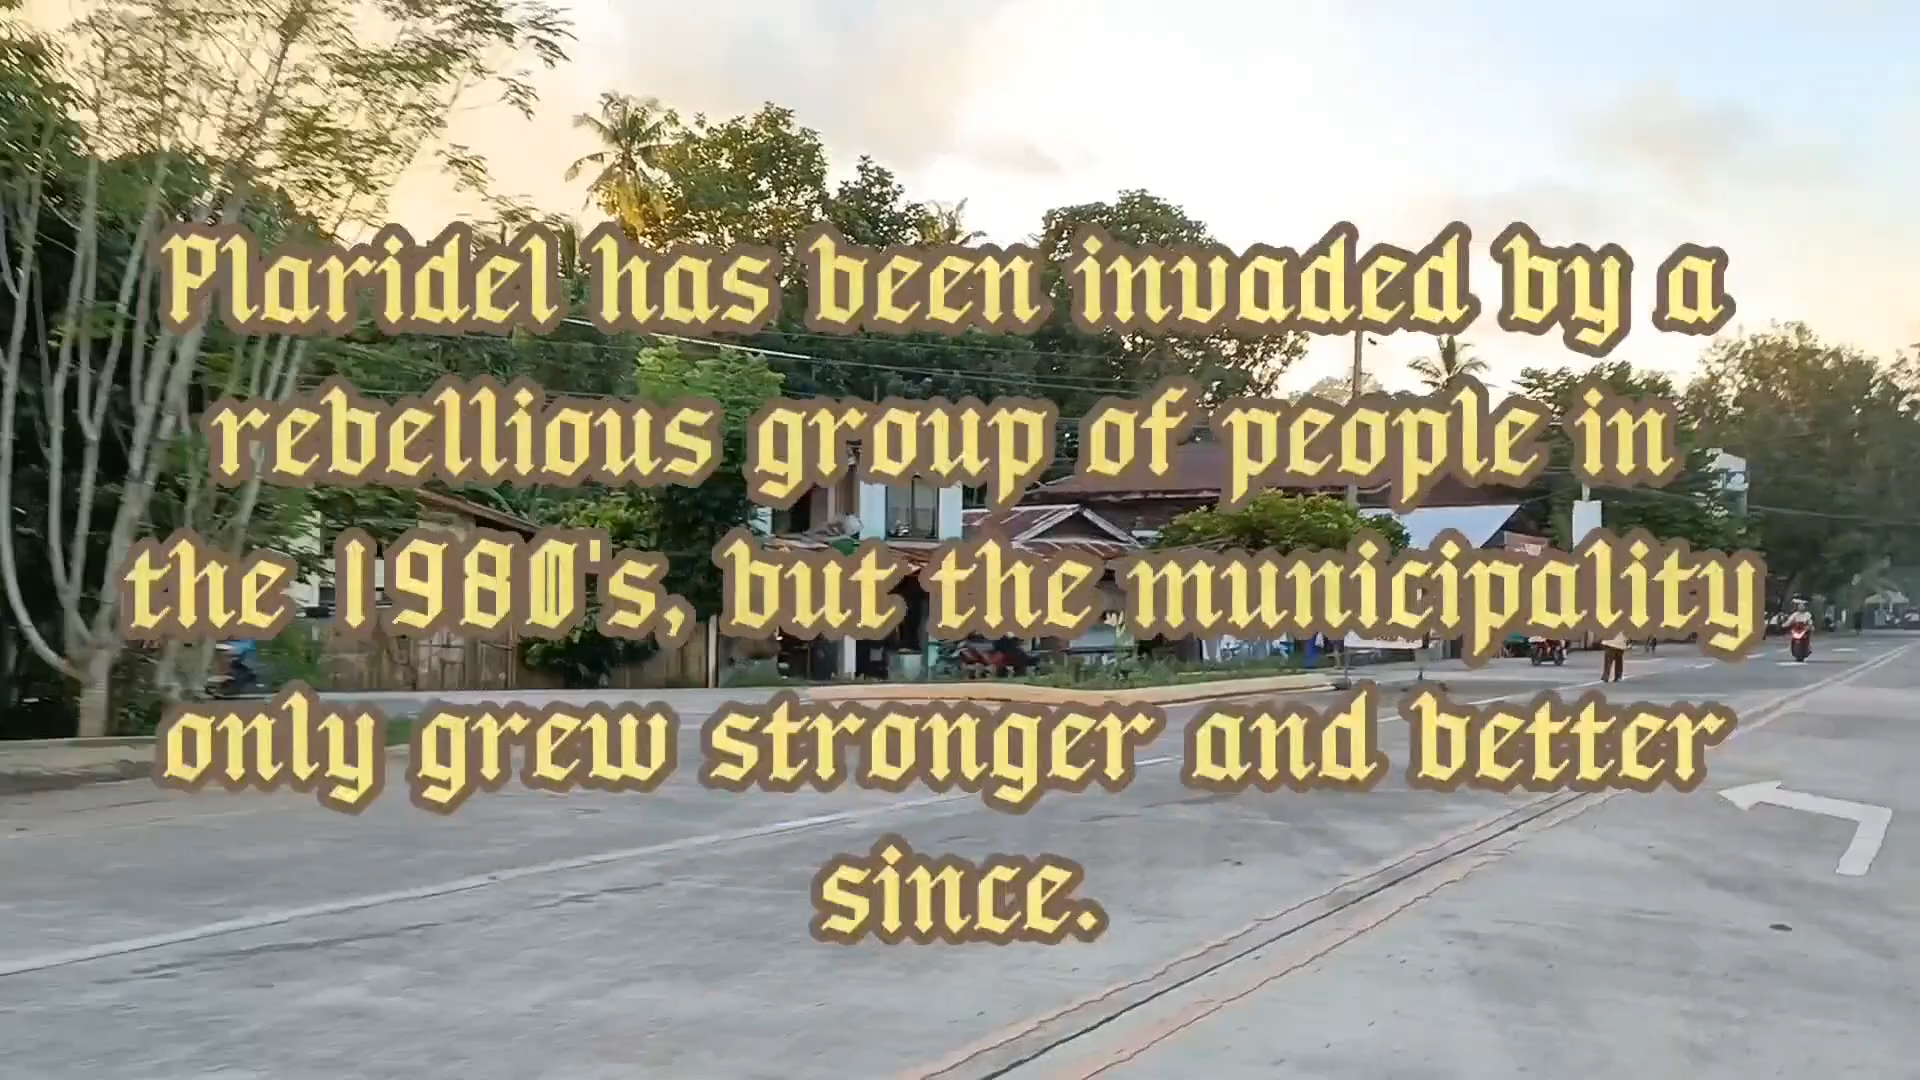 Plaridel has been invaded by a
rebellious group of people in
the 1980's, but the municipality
only grew stronger and better
since.